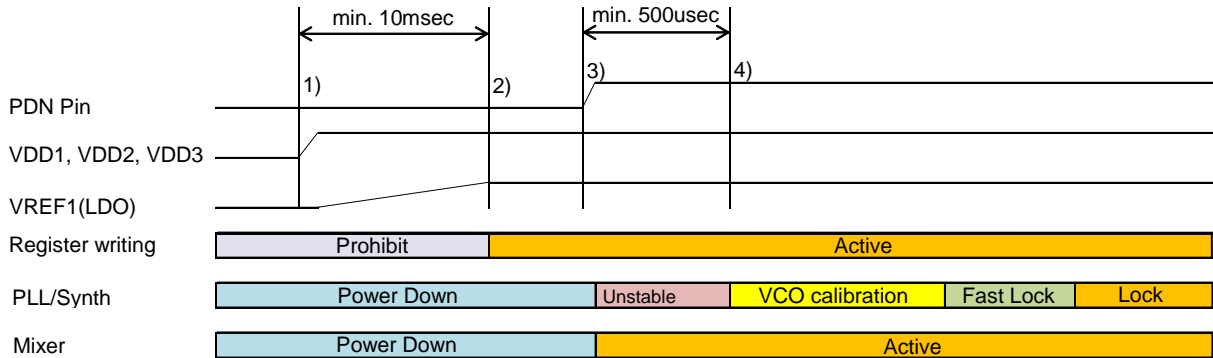 min. 10msec
min. 500usec
1)
2)
3)
4)
PDN Pin
VDD1, VDD2, VDD3
VREF1(LDO)
Register writing
Prohibit
Active
PLL/Synth
Power Down
Unstable
VCO calibration
Fast Lock
Lock
Mixer
Power Down
Active